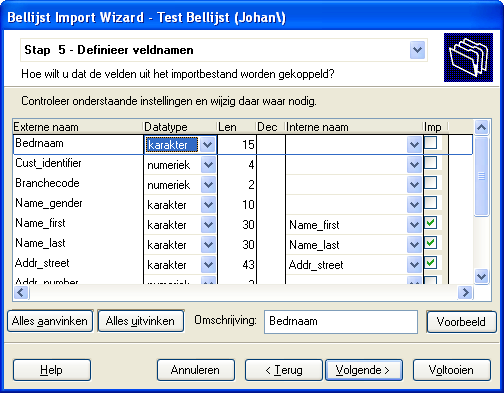 Bellijst Import Wizard - Test Bellijst (Johan\)
Stap 5 - Definieer veldnamen
Hoe wilt u dat de velden uit het importbestand worden gekoppeld?
Controleer onderstaande instellingen en wijzig daar waar nodig.
Externe naam Datatype Len Dec Interne naam Imp
Bedrnaam karakter 15
Cust_identifier numeriek 4
Branchecode numeriek 2
Name_gender karakter 10
Name_first karakter 30 Name_first
Name_last karakter 30 Name_last
Addr_street karakter 43 Addr_street
Addr_number
Alles aanvinken Alles uitvinken Omschrijving: Bedrnaam Voorbeeld
Help Annuleren < Terug Volgende > Voltooien